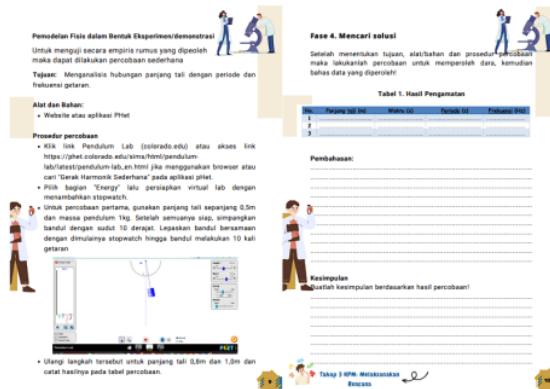 Pemodelan Fisis dalam Bentuk Eksperimen/demonstrasi
Untuk menguji secara empiris rumus yang dipeoleh
maka dapat dilakukan percobaan sederhana
Tujuan: Menganalisis hubungan panjang tali dengan periode dan
frekuensi getaran.
Alat dan Bahan:
• Website atau aplikasi PHet
Prosedur percobaan
• Klik link Pendulum Lab (colorado.edu) atau akses link
https://phet.colorado.edu/sims/html/pendulum-
lab/latest/pendulum-lab_en.html jika menggunakan browser atau
cari "Gerak Harmonik Sederhana" pada aplikasi pHet.
• Pilih bagian "Energy" lalu persiapkan virtual lab dengan
menambahkan stopwatch.
• Untuk percobaan pertama, gunakan panjang tali sepanjang 0,5m
dan massa pendulum 1kg. Setelah semuanya siap, simpangkan
bandul dengan sudut 10 derajat. Lepaskan bandul bersamaan
dengan dimulainya stopwatch hingga bandul melakukan 10 kali
getaran
• Ulangi langkah tersebut untuk panjang tali 0,8m dan 1,0m dan
catat hasilnya pada tabel percobaan.
Fase 4. Mencari solusi
Setelah menentukan tujuan, alat/bahan dan prosedur percobaan
maka lakukanlah percobaan untuk memperoleh dara, kemudian
bahas data yang diperoleh!
Tabel 1. Hasil Pengamatan
No. Panjang tali (m) Waktu (s) Periode (s) Frekuensi (Hz)
1
2
3
Pembahasan:
Kesimpulan
Buatlah kesimpulan berdasarkan hasil percobaan!
Tahap 3 KPM: Melaksanakan
Rencana